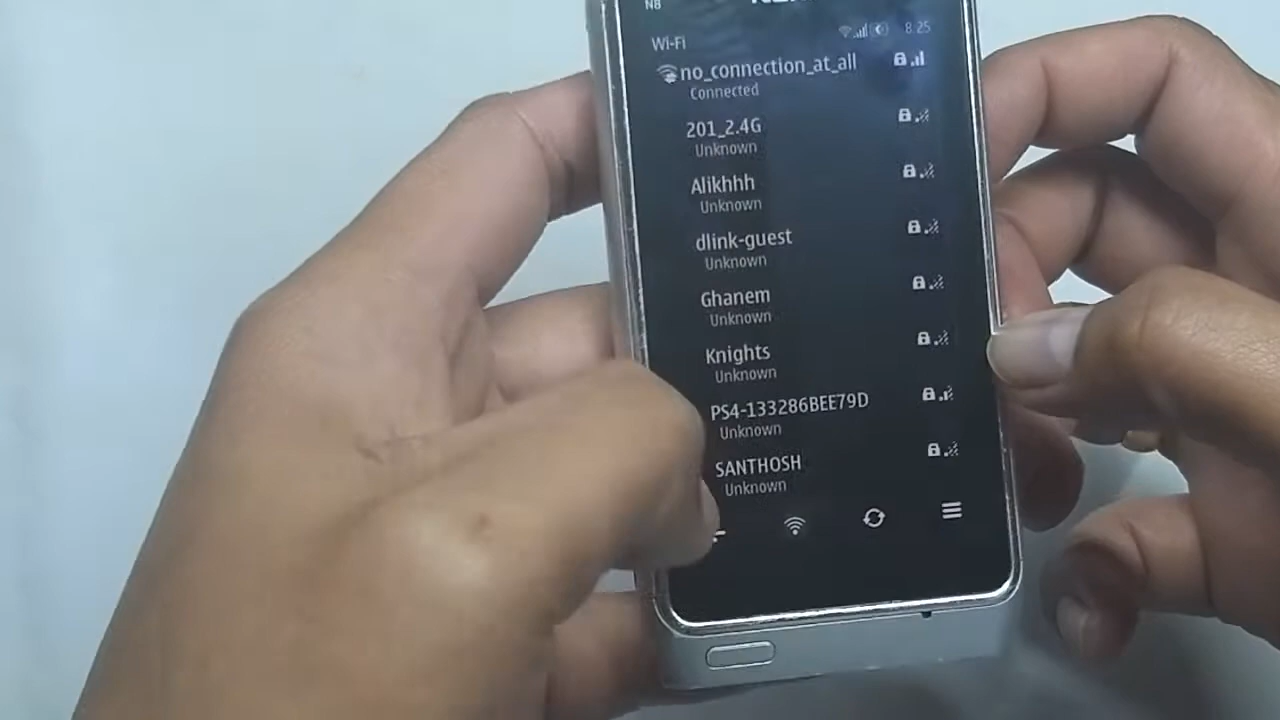 N8
Wi-Fi
8:25
no_connection_at_all
Connected
201_2.4G
Unknown
Alikhhh
Unknown
dlink-guest
Unknown
Ghanem
Unknown
Knights
Unknown
PS4-133286BEE79D
Unknown
SANTHOSH
Unknown